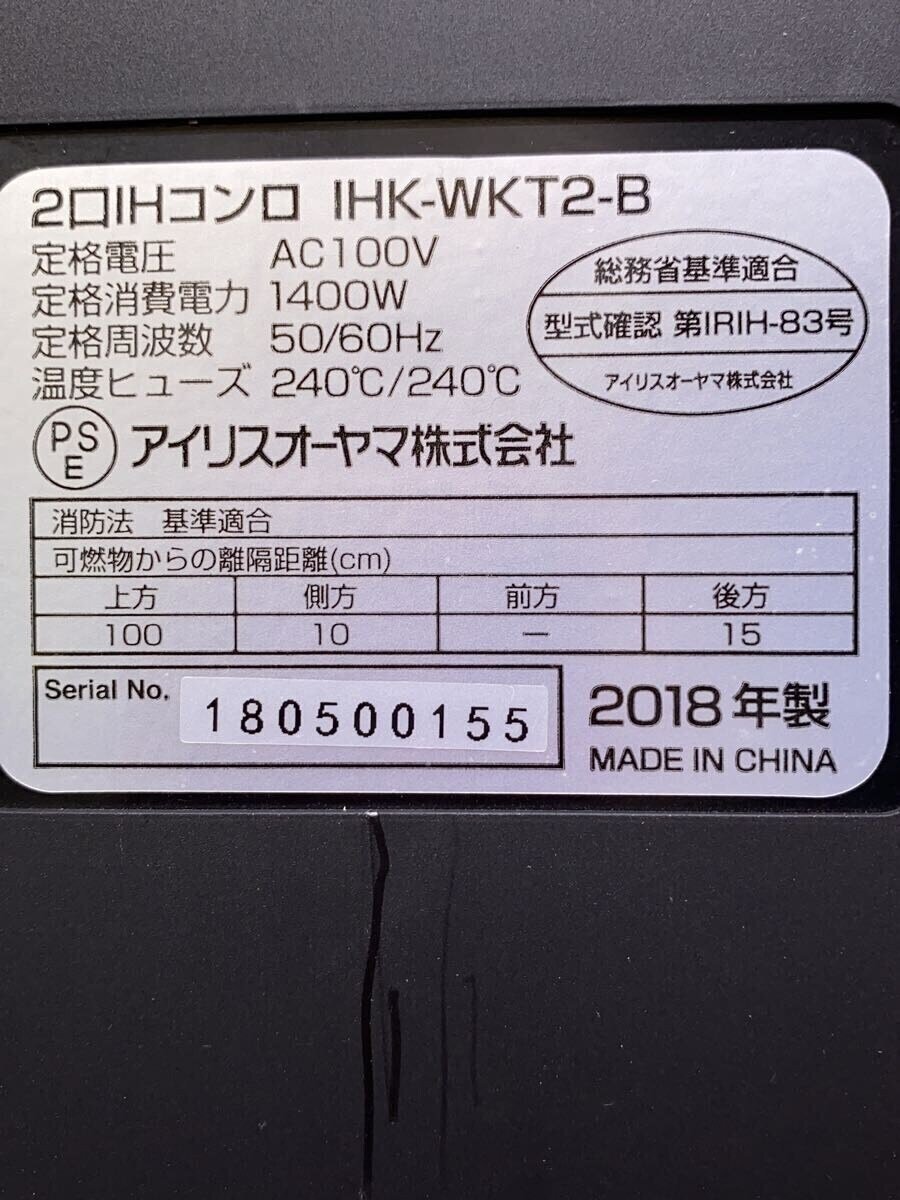 2口IHコンロ IHK-WKT2-B
定格電圧 AC100V
定格消費電力 1400W
定格周波数 50/60Hz
温度ヒューズ 240℃/240℃
総務省基準適合
型式確認 第IRIH-83号
アイリスオーヤマ株式会社
PSE アイリスオーヤマ株式会社
消防法 基準適合
可燃物からの離隔距離(cm)
上方 側方 前方 後方
100 10 — 15
Serial No. 180500155
2018年製
MADE IN CHINA